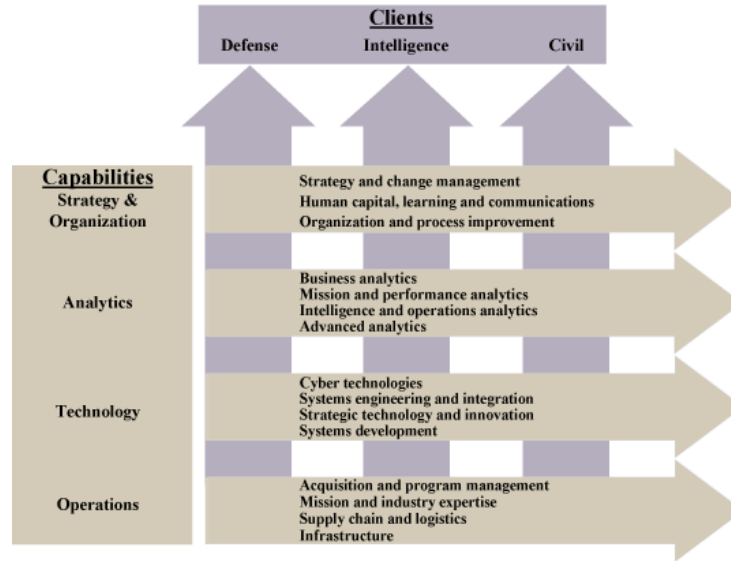 Clients
Defense Intelligence Civil
Capabilities
Strategy &
Organization
Strategy and change management
Human capital, learning and communications
Organization and process improvement
Analytics
Business analytics
Mission and performance analytics
Intelligence and operations analytics
Advanced analytics
Technology
Cyber technologies
Systems engineering and integration
Strategic technology and innovation
Systems development
Operations
Acquisition and program management
Mission and industry expertise
Supply chain and logistics
Infrastructure